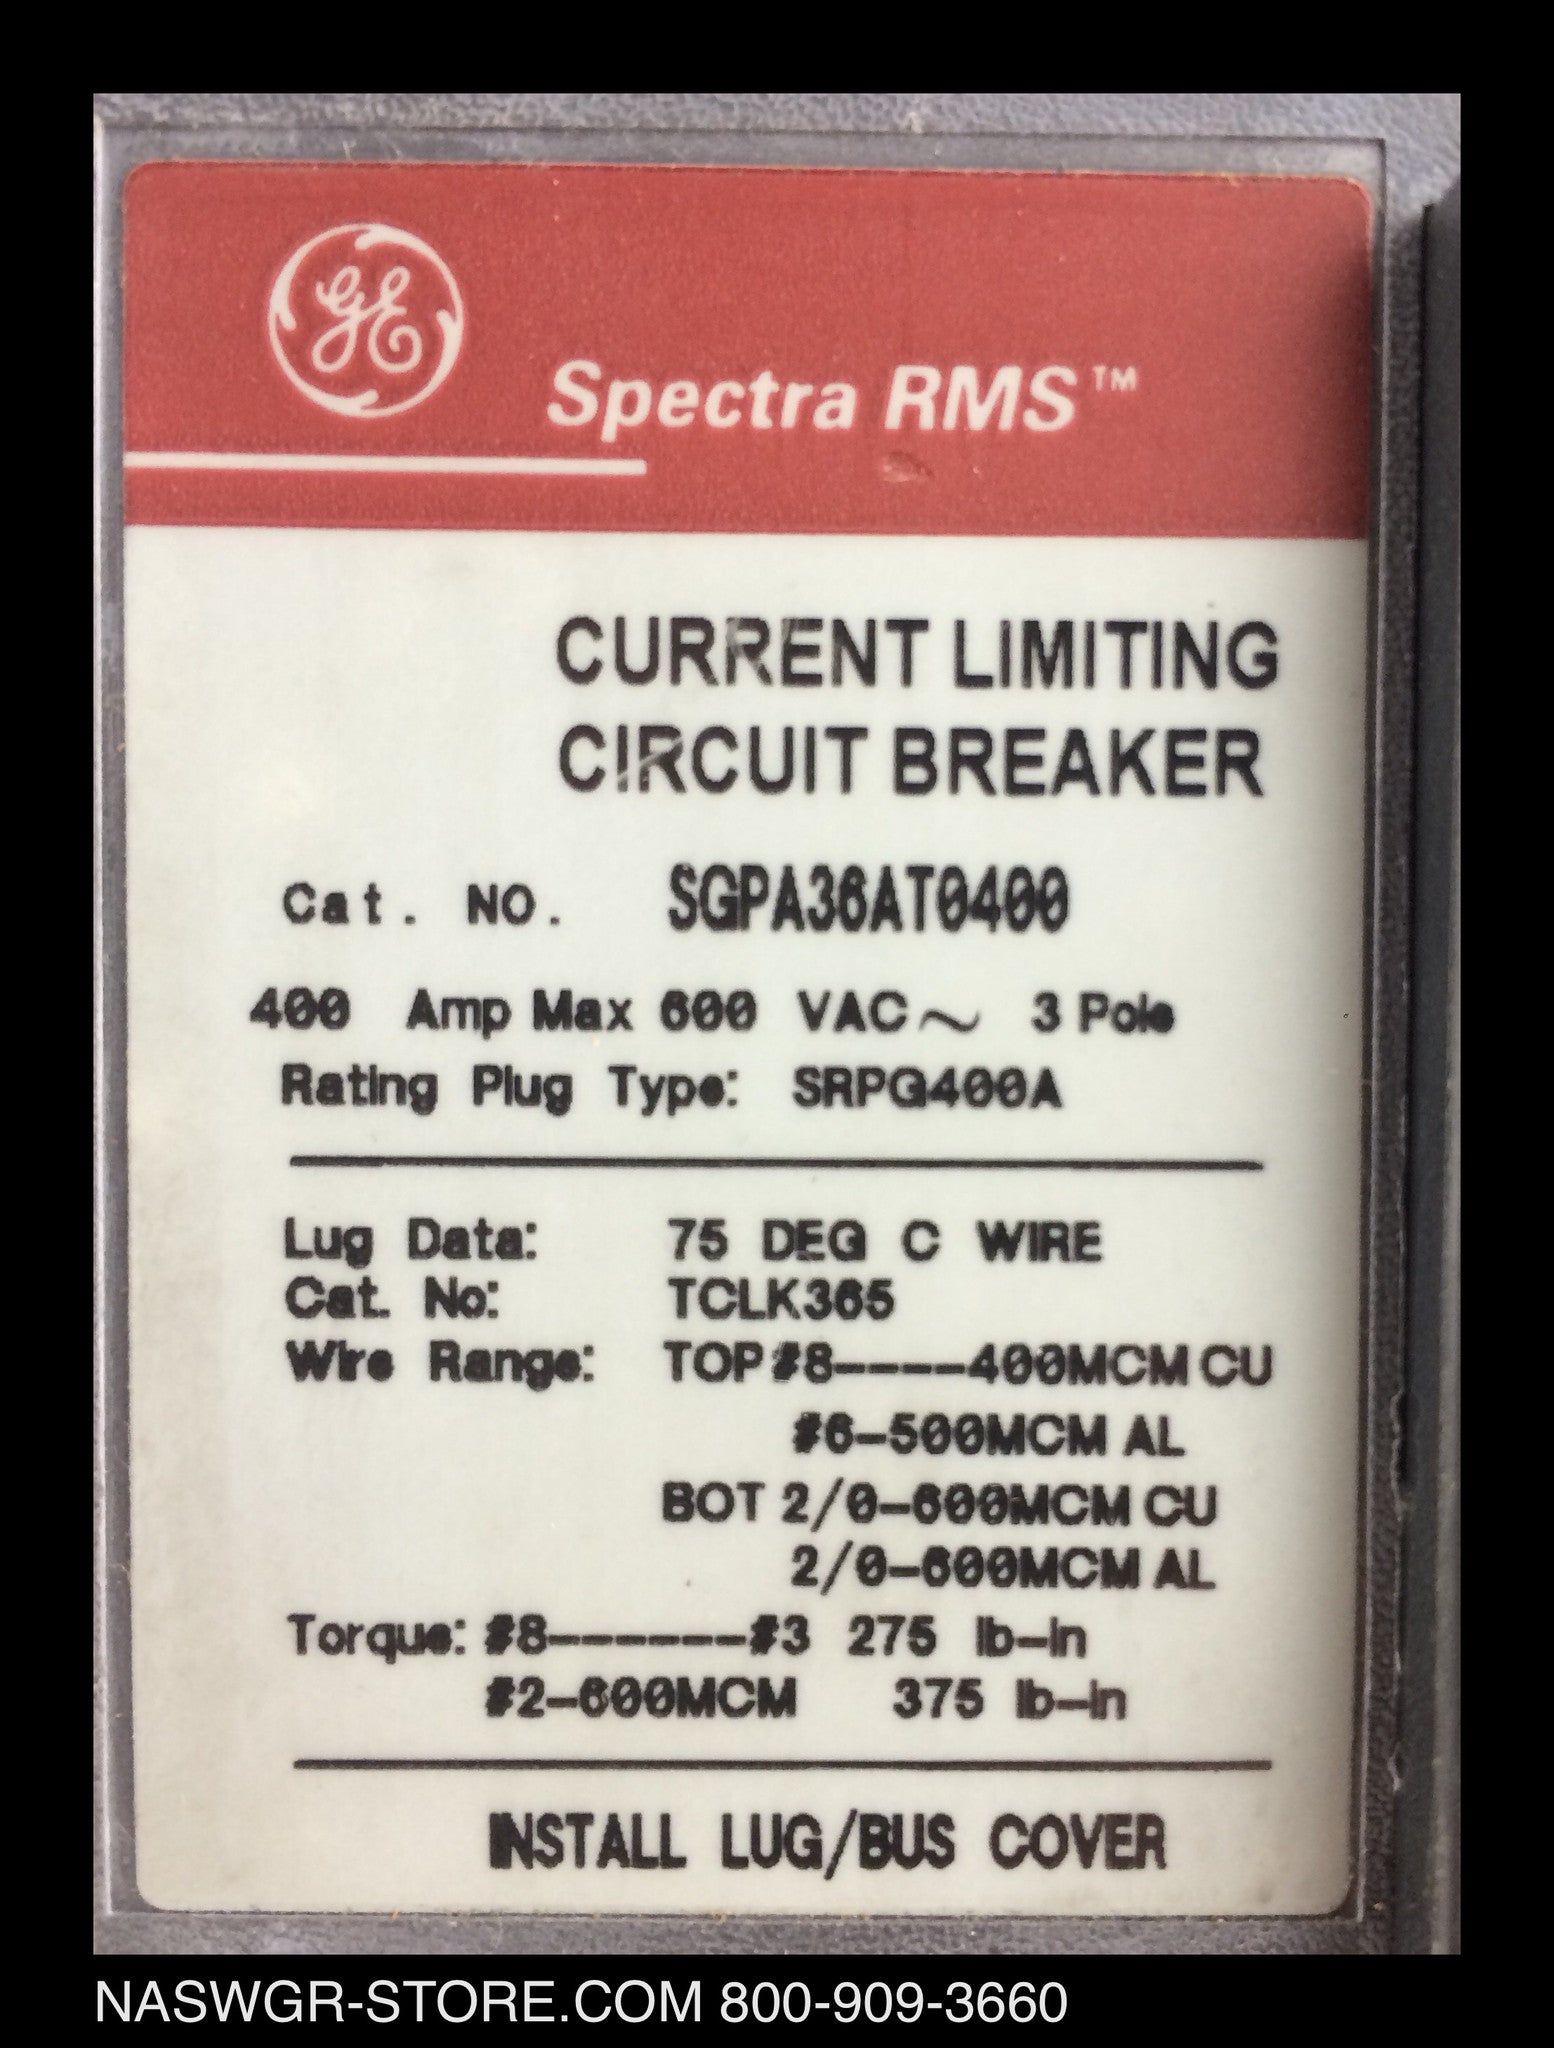 GE
Spectra RMS™
CURRENT LIMITING
CIRCUIT BREAKER
Cat. NO. SGPA36AT0400
400 Amp Max 600 VAC~ 3 Pole
Rating Plug Type: SRPG400A
Lug Data: 75 DEG C WIRE
Cat. No: TCLK365
Wire Range: TOP #8----400MCM CU
#6-500MCM AL
BOT 2/0-600MCM CU
2/0-600MCM AL
Torque: #8------#3 275 lb-in
#2-600MCM 375 lb-in
INSTALL LUG/BUS COVER
NASWGR-STORE.COM 800-909-3660